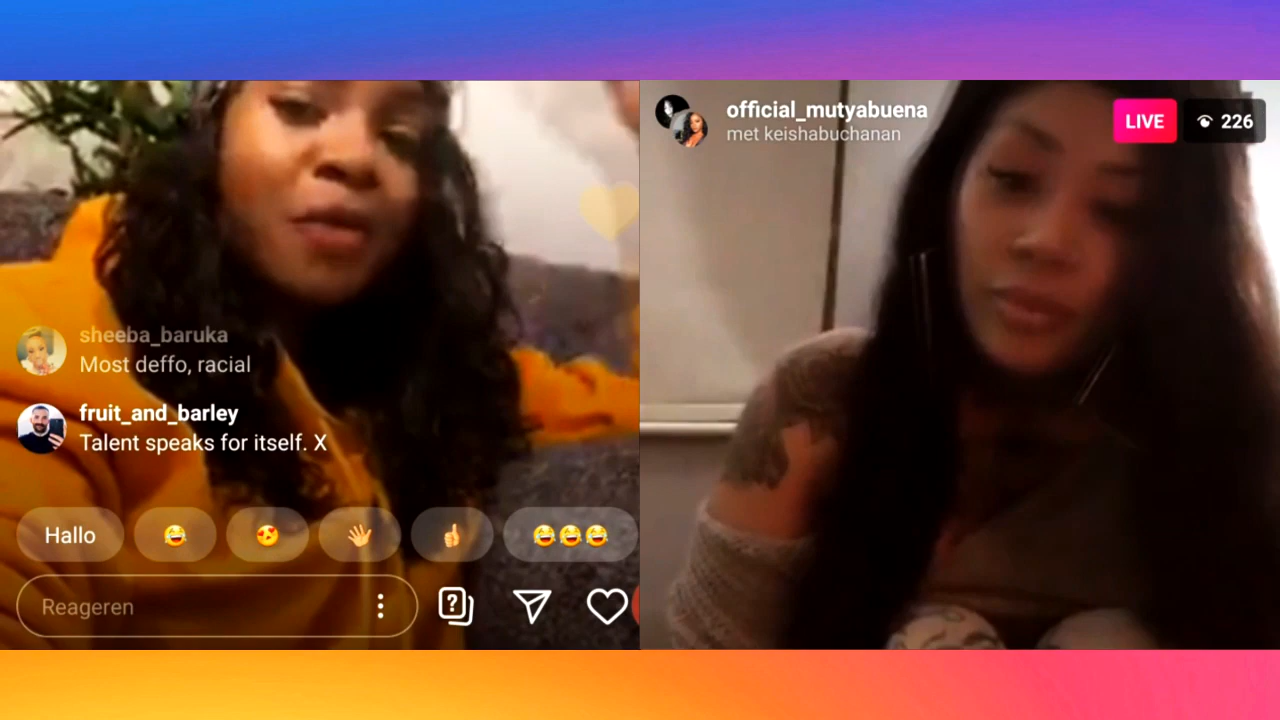 sheeba_baruka
Most deffo, racial
fruit_and_barley
Talent speaks for itself. X
Hallo
Reageren
official_mutyabuena
met keishabuchanan
LIVE
226